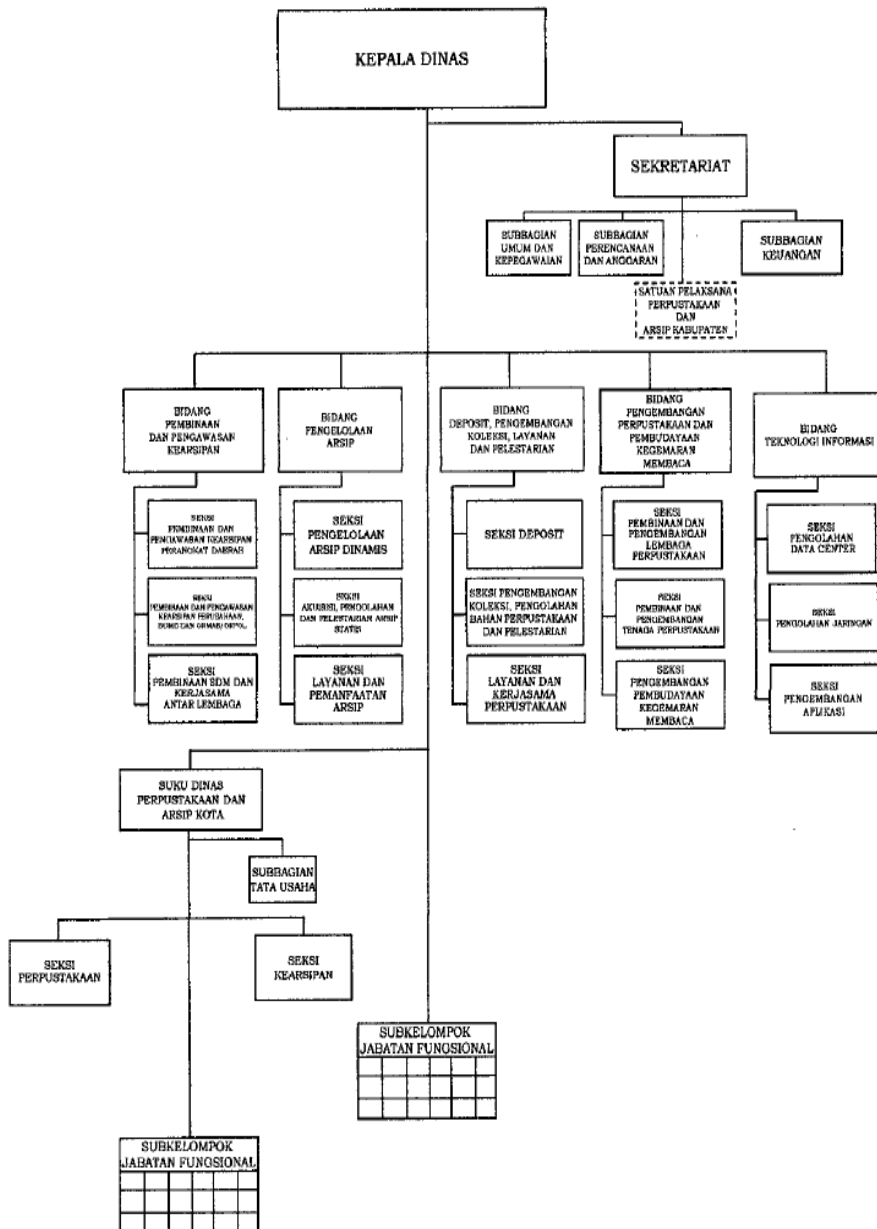 KEPALA DINAS
SEKRETARIAT
SUBBAGIAN
UMUM DAN
KEPEGAWAIAN
SUBBAGIAN
PERENCANAAN
DAN ANGGARAN
SUBBAGIAN
KEUANGAN
SATUAN PELAKSANA
PERPUSTAKAAN
DAN
ARSIP KABUPATEN
BIDANG
PEMBINAAN
DAN PENGAWASAN
KEARSIPAN
BIDANG
PENGELOLAAN
ARSIP
BIDANG
DEPOSIT, PENGEMBANGAN
KOLEKSI, LAYANAN
DAN PELESTARIAN
BIDANG
PENGEMBANGAN
PERPUSTAKAAN DAN
PEMBUDAYAAN
KEGEMARAN
MEMBACA
BIDANG
TEKNOLOGI INFORMASI
SEKSI
PEMBINAAN DAN
PENGAWASAN KEARSIPAN
PERANGKAT DAERAH
SEKSI
PEMBINAAN DAN PENGAWASAN
KEARSIPAN PERUSAHAAN,
DAN
SEKSI
PEMBINAAN SDM DAN
KERJASAMA
ANTAR LEMBAGA
SEKSI
PENGELOLAAN
ARSIP DINAMIS
SEKSI
AKUISISI, PENGOLAHAN
DAN PELESTARIAN ARSIP
STATIS
SEKSI
LAYANAN DAN
PEMANFAATAN
ARSIP
SEKSI DEPOSIT
SEKSI PENGEMBANGAN
KOLEKSI, PENGOLAHAN
BAHAN PERPUSTAKAAN
DAN PELESTARIAN
SEKSI
LAYANAN DAN
KERJASAMA
PERPUSTAKAAN
SEKSI
PEMBINAAN DAN
PENGEMBANGAN
LEMBAGA
PERPUSTAKAAN
SEKSI
PEMBINAAN DAN
PENGEMBANGAN
TENAGA PERPUSTAKAAN
SEKSI
PENGEMBANGAN
PEMBUDAYAAN
KEGEMARAN
MEMBACA
SEKSI
PENGOLAHAN
DATA CENTER
SEKSI
PENGOLAHAN JARINGAN
SEKSI
PENGEMBANGAN
APLIKASI
SUKU DINAS
PERPUSTAKAAN DAN
ARSIP KOTA
SUBBAGIAN
TATA USAHA
SEKSI
PERPUSTAKAAN
SEKSI
KEARSIPAN
SUBKELOMPOK
JABATAN FUNGSIONAL
SUBKELOMPOK
JABATAN FUNGSIONAL